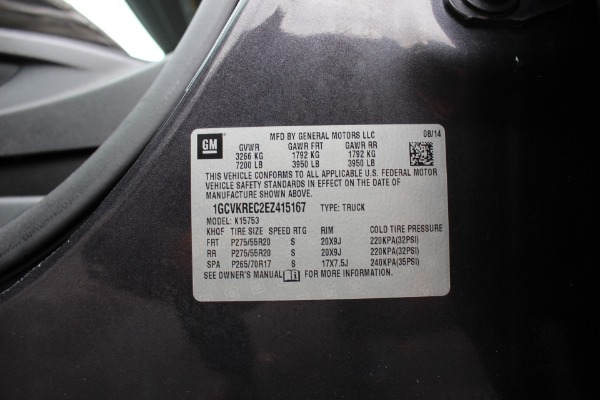 GM
MFD BY GENERAL MOTORS LLC 08/14
GVWR GAWR FRT GAWR RR
3266 KG 1792 KG 1792 KG
7200 LB 3950 LB 3950 LB
THIS VEHICLE CONFORMS TO ALL APPLICABLE U.S. FEDERAL MOTOR
VEHICLE SAFETY STANDARDS IN EFFECT ON THE DATE OF
MANUFACTURE SHOWN ABOVE.
1GCVKREC2EZ415167 TYPE: TRUCK
MODEL: K15753
KHOF TIRE SIZE SPEED RTG RIM COLD TIRE PRESSURE
FRT P275/55R20 S 20X9J 220KPA(32PSI)
RR P275/55R20 S 20X9J 220KPA(32PSI)
SPA P265/70R17 S 17X7.5J 240KPA(35PSI)
SEE OWNER'S MANUAL FOR MORE INFORMATION.